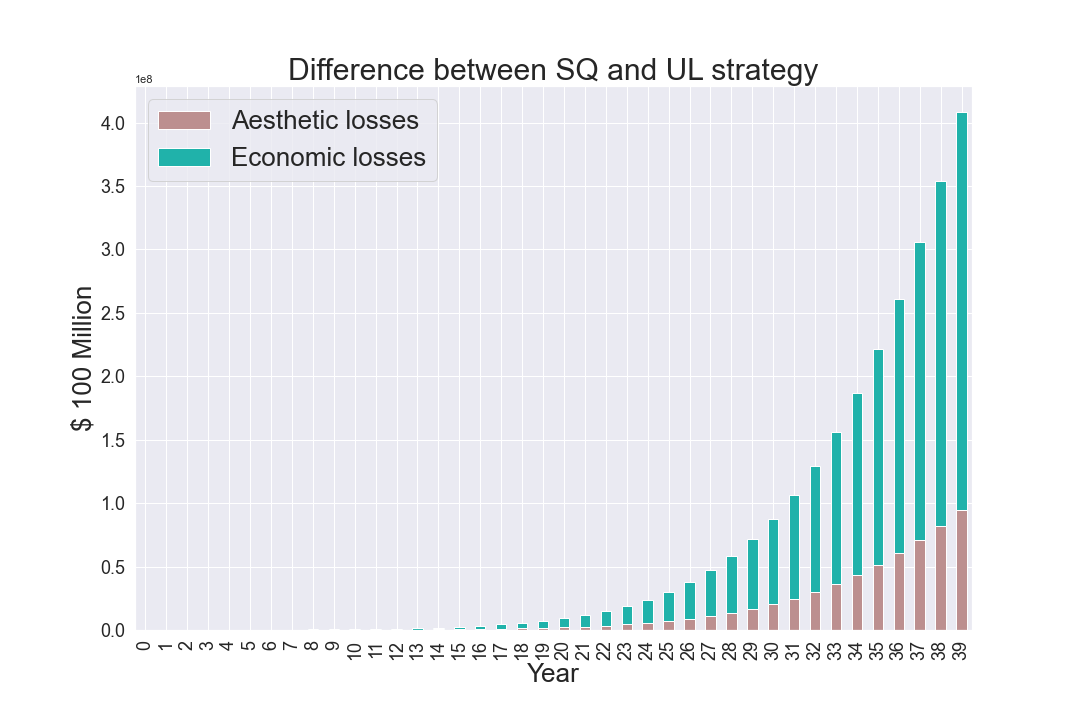 Difference between SQ and UL strategy
1e8
Aesthetic losses
Economic losses
4.0
3.5
3.0
2.5
2.0
1.5
1.0
0.5
0.0
$ 100 Million
0 1 2 3 4 5 6 7 8 9 10 11 12 13 14 15 16 17 18 19 20 21 22 23 24 25 26 27 28 29 30 31 32 33 34 35 36 37 38 39
Year